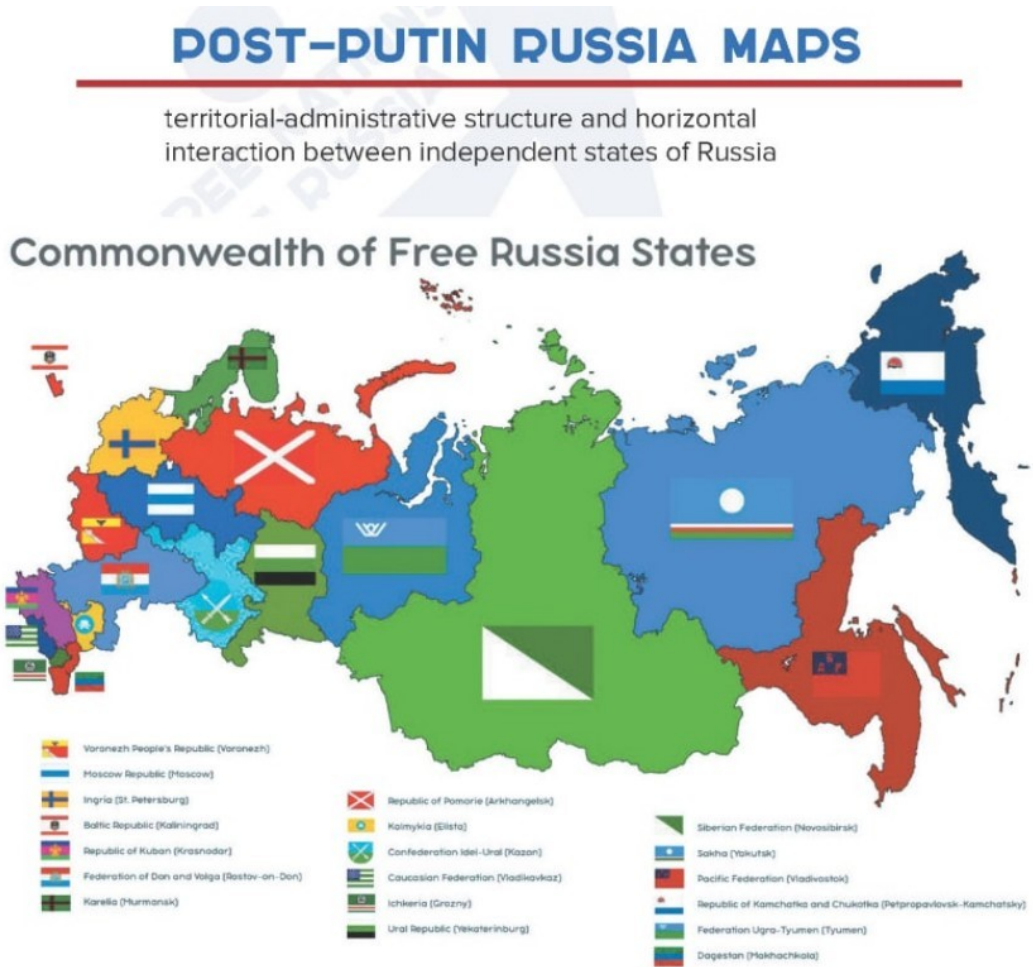 POST-PUTIN RUSSIA MAPS
REE NATIONS
RUSSIA
territorial-administrative structure and horizontal
interaction between independent states of Russia
Commonwealth of Free Russia States
Voronezh People's Republic (Voronezh)
Moscow Republic (Moscow)
Ingria (St. Petersburg)
Baltic Republic (Kaliningrad)
Republic of Kuban (Krasnodar)
Federation of Don and Volga (Rostov-on-Don)
Karelia (Murmansk)
Republic of Pomorie (Arkhangelsk)
Kalmykia (Elista)
Confederation Idel-Ural (Kazan)
Caucasian Federation (Vladikavkaz)
Ichkeria (Grozny)
Ural Republic (Yekaterinburg)
Siberian Federation (Novosibirsk)
Sakha (Yakutsk)
Pacific Federation (Vladivostok)
Republic of Kamchatka and Chukotka (Petpropavlovsk-Kamchatsky)
Federation Ugra-Tyumen (Tyumen)
Dagestan (Makhachkala)